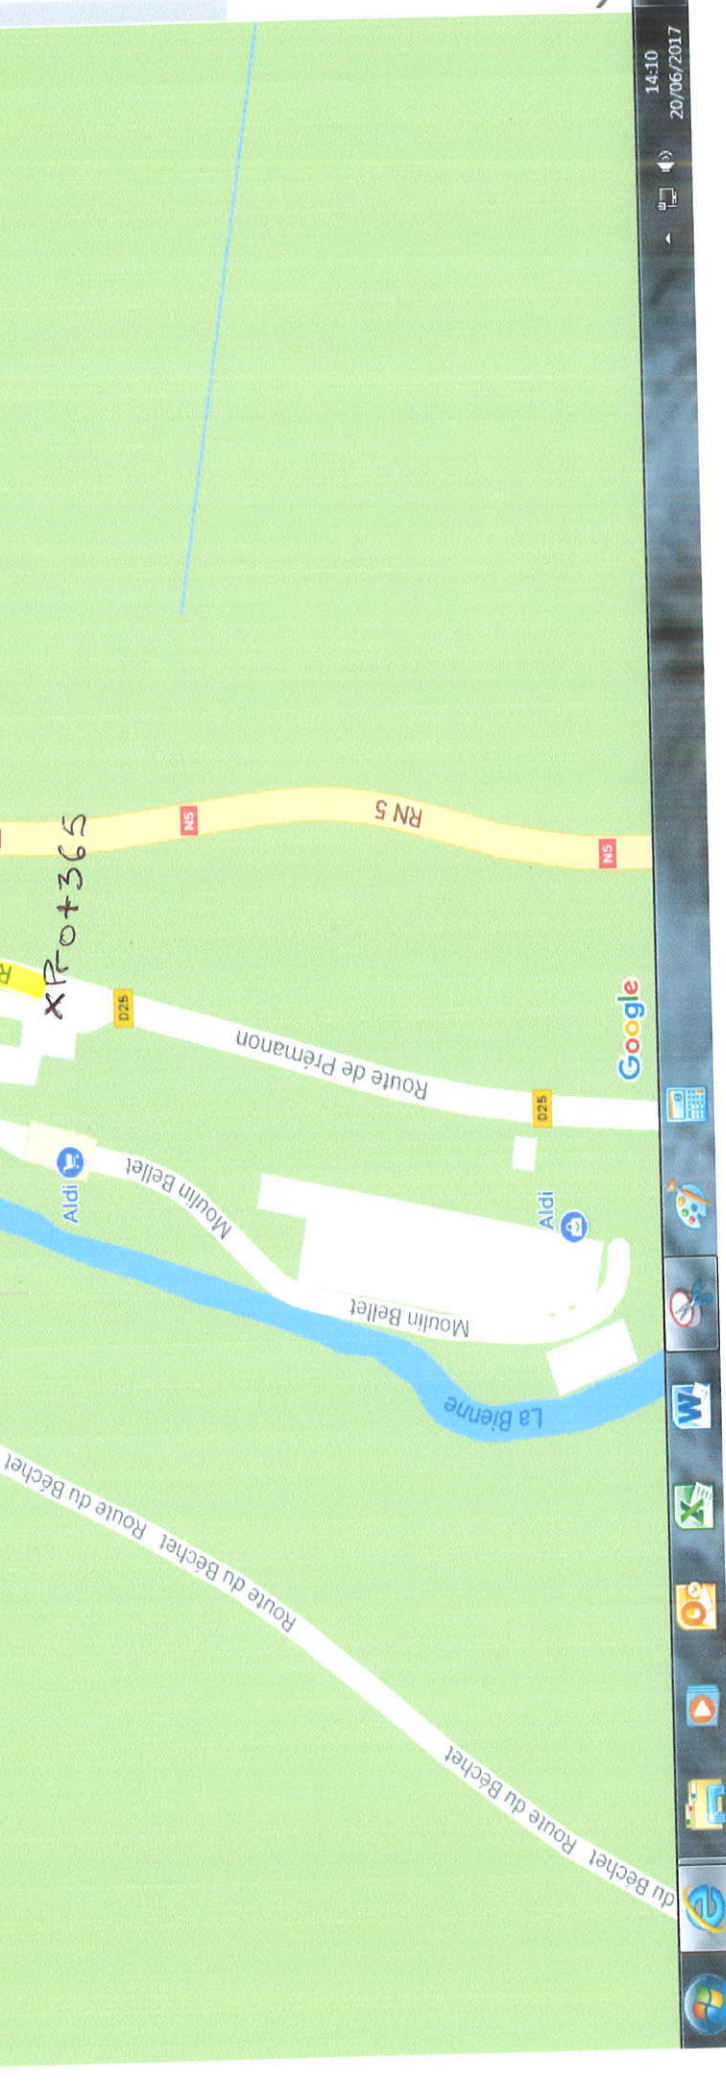 14:10
20/06/2017
N5
RN 5
N5
R
xPr0+365
D25
Route de Prémanon
D25
Google
Aldi
Moulin Bellet
Aldi
Moulin Bellet
La Bienne
Route du Béchet
Route du Béchet
Route du Béchet
Route du Béchet
du Béchet